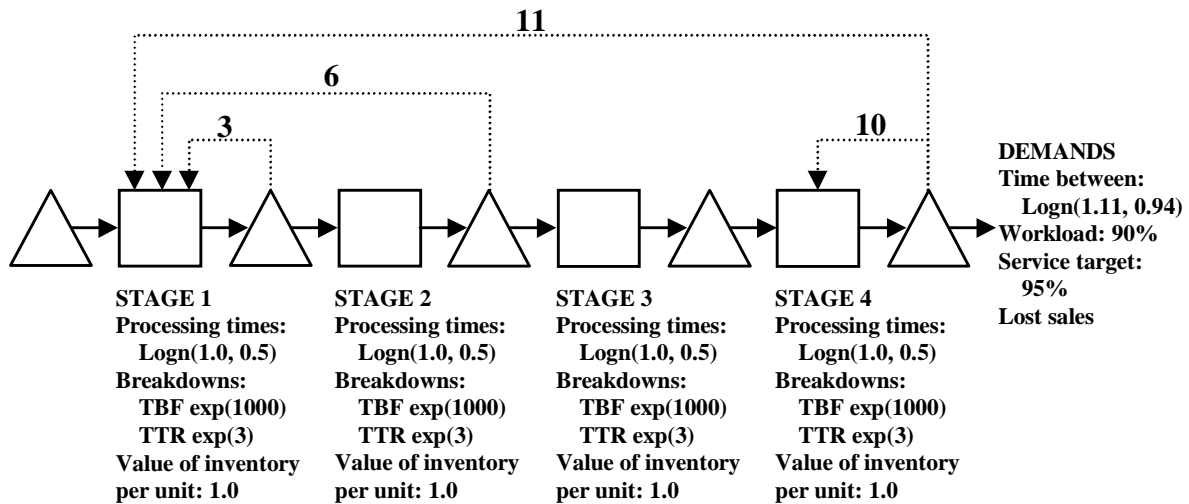 11
6
3
10
DEMANDS
Time between:
Logn(1.11, 0.94)
Workload: 90%
Service target:
95%
Lost sales
STAGE 1
Processing times:
Logn(1.0, 0.5)
Breakdowns:
TBF exp(1000)
TTR exp(3)
Value of inventory
per unit: 1.0
STAGE 2
Processing times:
Logn(1.0, 0.5)
Breakdowns:
TBF exp(1000)
TTR exp(3)
Value of inventory
per unit: 1.0
STAGE 3
Processing times:
Logn(1.0, 0.5)
Breakdowns:
TBF exp(1000)
TTR exp(3)
Value of inventory
per unit: 1.0
STAGE 4
Processing times:
Logn(1.0, 0.5)
Breakdowns:
TBF exp(1000)
TTR exp(3)
Value of inventory
per unit: 1.0